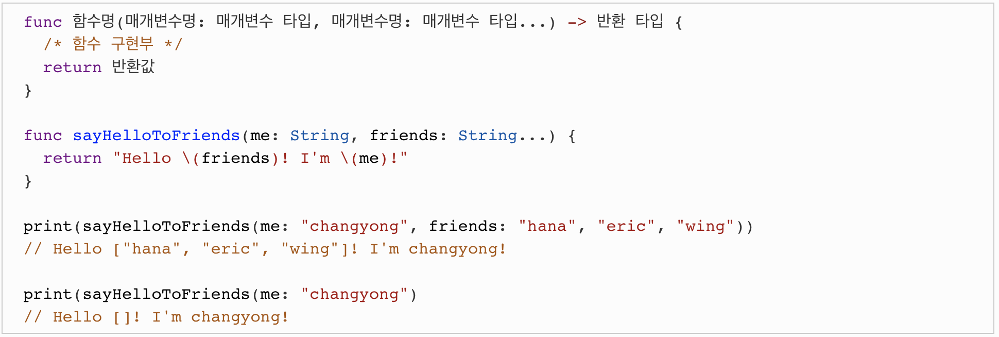 func 함수명(매개변수명: 매개변수 타입, 매개변수명: 매개변수 타입...) -> 반환 타입 {
  /* 함수 구현부 */
  return 반환값
}

func sayHelloToFriends(me: String, friends: String...) {
  return "Hello \(friends)! I'm \(me)!"
}

print(sayHelloToFriends(me: "changyong", friends: "hana", "eric", "wing"))
// Hello ["hana", "eric", "wing"]! I'm changyong!

print(sayHelloToFriends(me: "changyong")
// Hello []! I'm changyong!